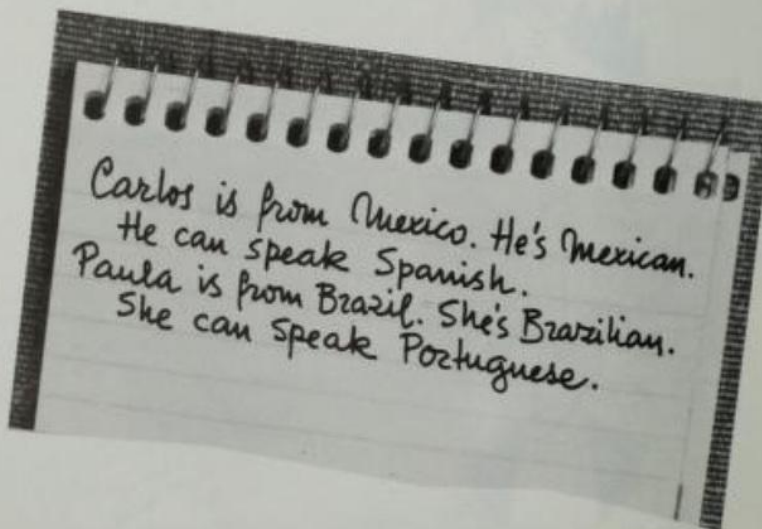 Carlos is from Mexico. He's Mexican.
He can speak Spanish.
Paula is from Brazil. She's Brazilian.
She can speak Portuguese.